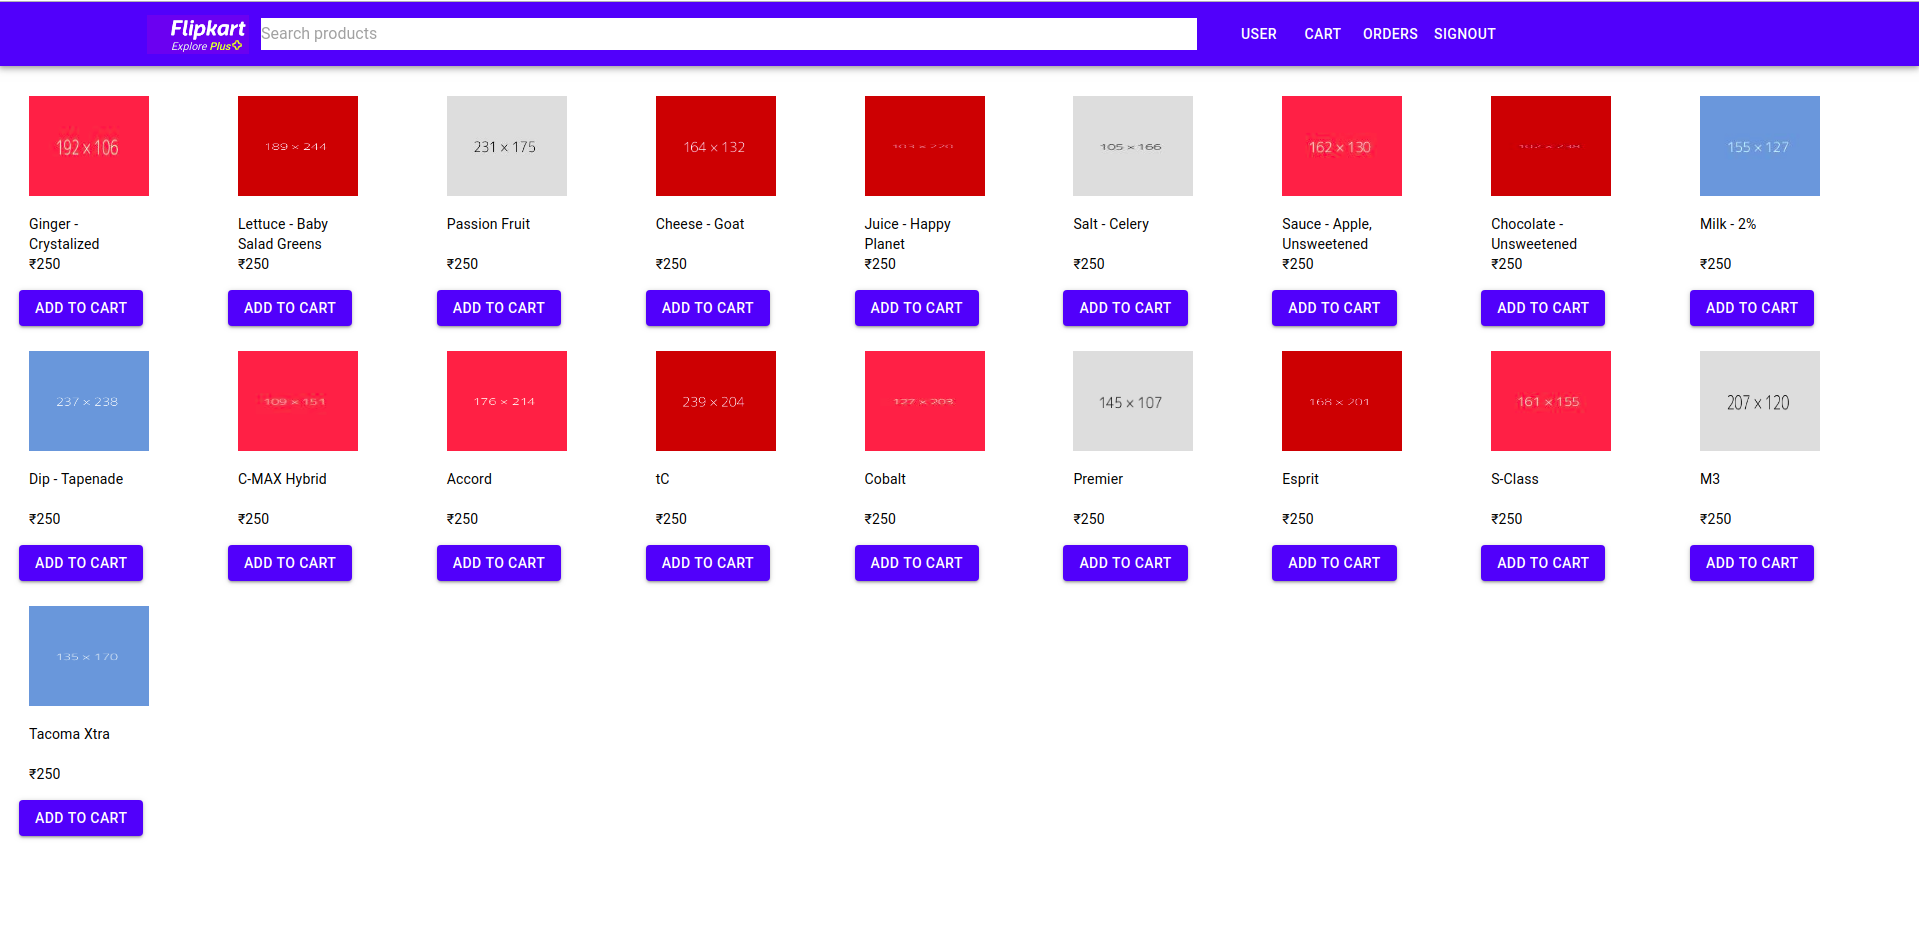 Flipkart
Explore Plus
Search products
USER CART ORDERS SIGNOUT
192 x 106
189 × 244
231 × 175
164 × 132
105 × 166
162 × 130
155 × 127
Ginger -
Crystalized
₹250
Lettuce - Baby
Salad Greens
₹250
Passion Fruit
₹250
Cheese - Goat
₹250
Juice - Happy
Planet
₹250
Salt - Celery
₹250
Sauce - Apple,
Unsweetened
₹250
Chocolate -
Unsweetened
₹250
Milk - 2%
₹250
ADD TO CART
ADD TO CART
ADD TO CART
ADD TO CART
ADD TO CART
ADD TO CART
ADD TO CART
ADD TO CART
ADD TO CART
237 × 238
109 × 151
176 × 214
239 × 204
127 × 203
145 × 107
168 × 201
161 × 155
207 x 120
Dip - Tapenade
₹250
C-MAX Hybrid
₹250
Accord
₹250
tC
₹250
Cobalt
₹250
Premier
₹250
Esprit
₹250
S-Class
₹250
M3
₹250
ADD TO CART
ADD TO CART
ADD TO CART
ADD TO CART
ADD TO CART
ADD TO CART
ADD TO CART
ADD TO CART
ADD TO CART
135 × 170
Tacoma Xtra
₹250
ADD TO CART